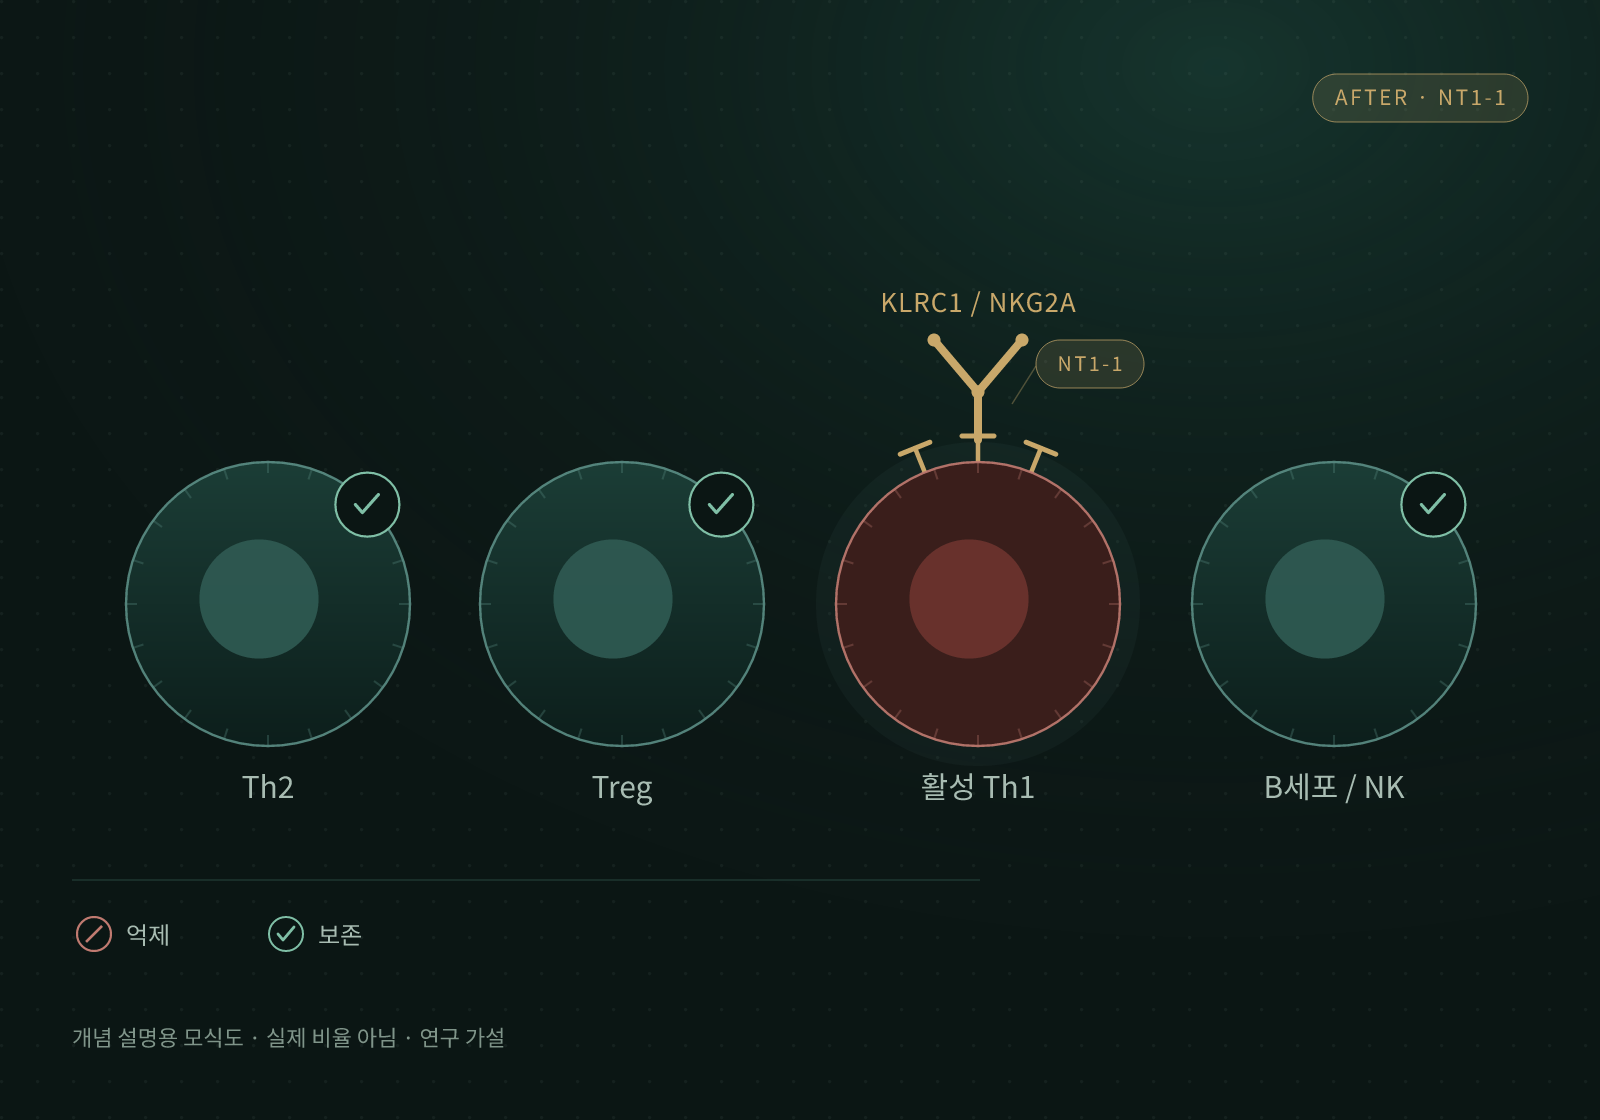 AFTER · NT1-1
KLRC1 / NKG2A
NT1-1
Th2
Treg
활성 Th1
B세포 / NK
억제
보존
개념 설명용 모식도 · 실제 비율 아님 · 연구 가설